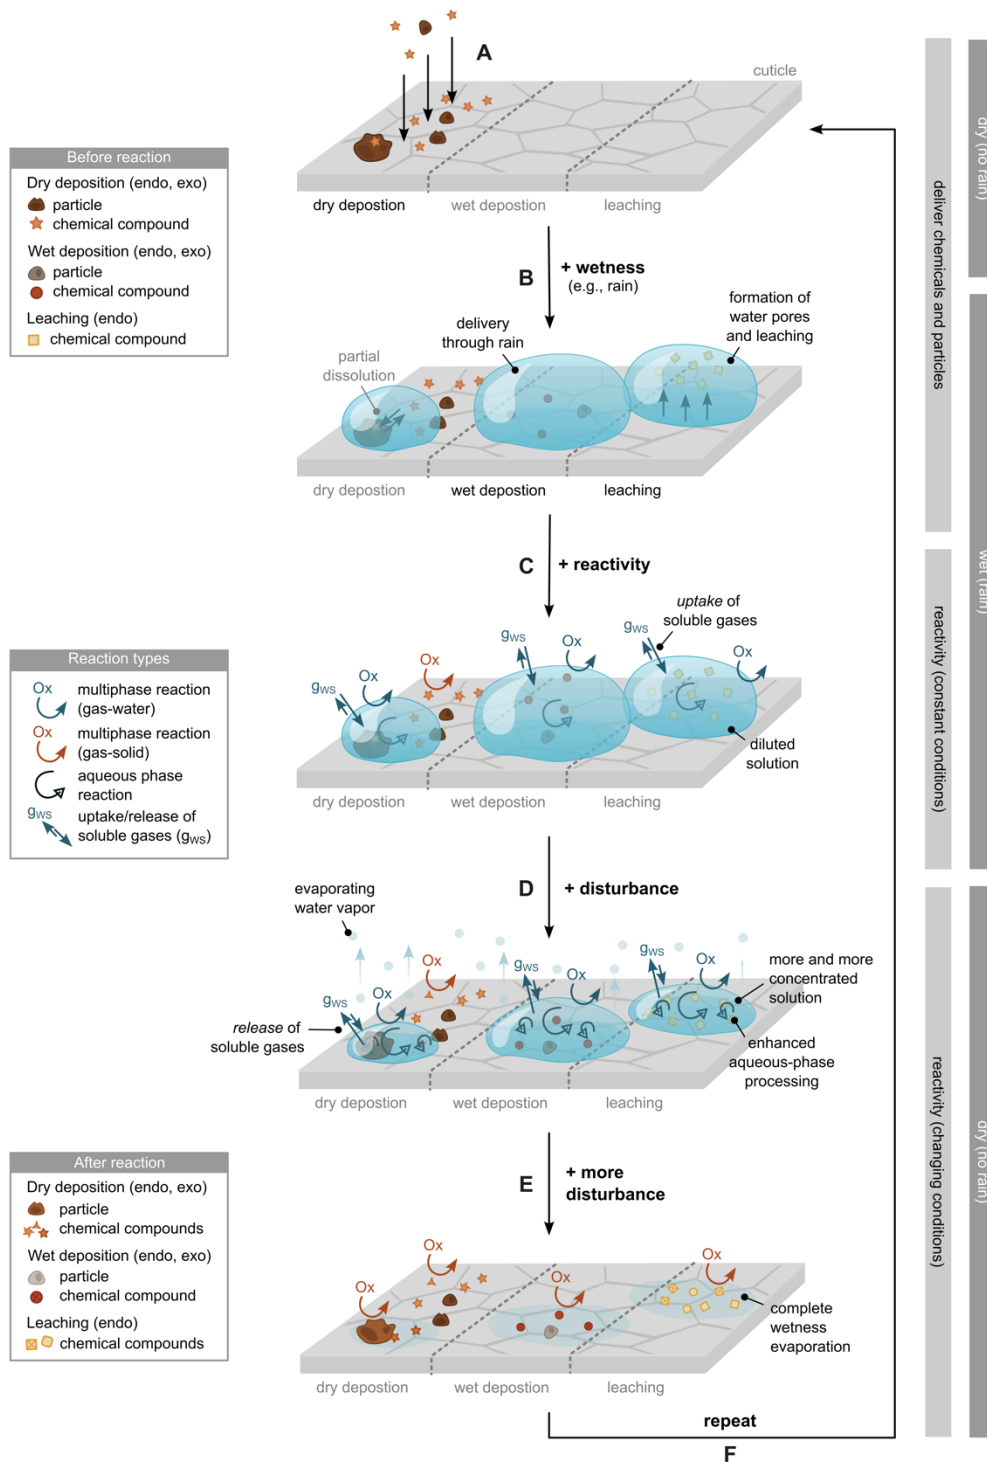 A
cuticle
dry depostion
wet depostion
leaching
Before reaction
Dry deposition (endo, exo)
particle
chemical compound
Wet deposition (endo, exo)
particle
chemical compound
Leaching (endo)
chemical compound
B
+ wetness
(e.g., rain)
partial
dissolution
delivery
through rain
formation of
water pores
and leaching
dry depostion
wet depostion
leaching
C
+ reactivity
uptake of
soluble gases
gws
Ox
Ox
gws
Ox
gws
Ox
diluted
solution
dry depostion
wet depostion
leaching
Reaction types
Ox
multiphase reaction
(gas-water)
Ox
multiphase reaction
(gas-solid)
aqueous phase
reaction
gws
uptake/release of
soluble gases (gws)
D
+ disturbance
evaporating
water vapor
Ox
gws
Ox
gws
Ox
gws
Ox
more and more
concentrated
solution
release of
soluble gases
enhanced
aqueous-phase
processing
dry depostion
wet depostion
leaching
E
+ more
disturbance
After reaction
Dry deposition (endo, exo)
particle
chemical compounds
Wet deposition (endo, exo)
particle
chemical compound
Leaching (endo)
chemical compounds
Ox
Ox
Ox
Ox
complete
wetness
evaporation
dry depostion
wet depostion
leaching
repeat
F
deliver chemicals and particles
reactivity (constant conditions)
reactivity (changing conditions)
dry (no rain)
wet (rain)
dry (no rain)